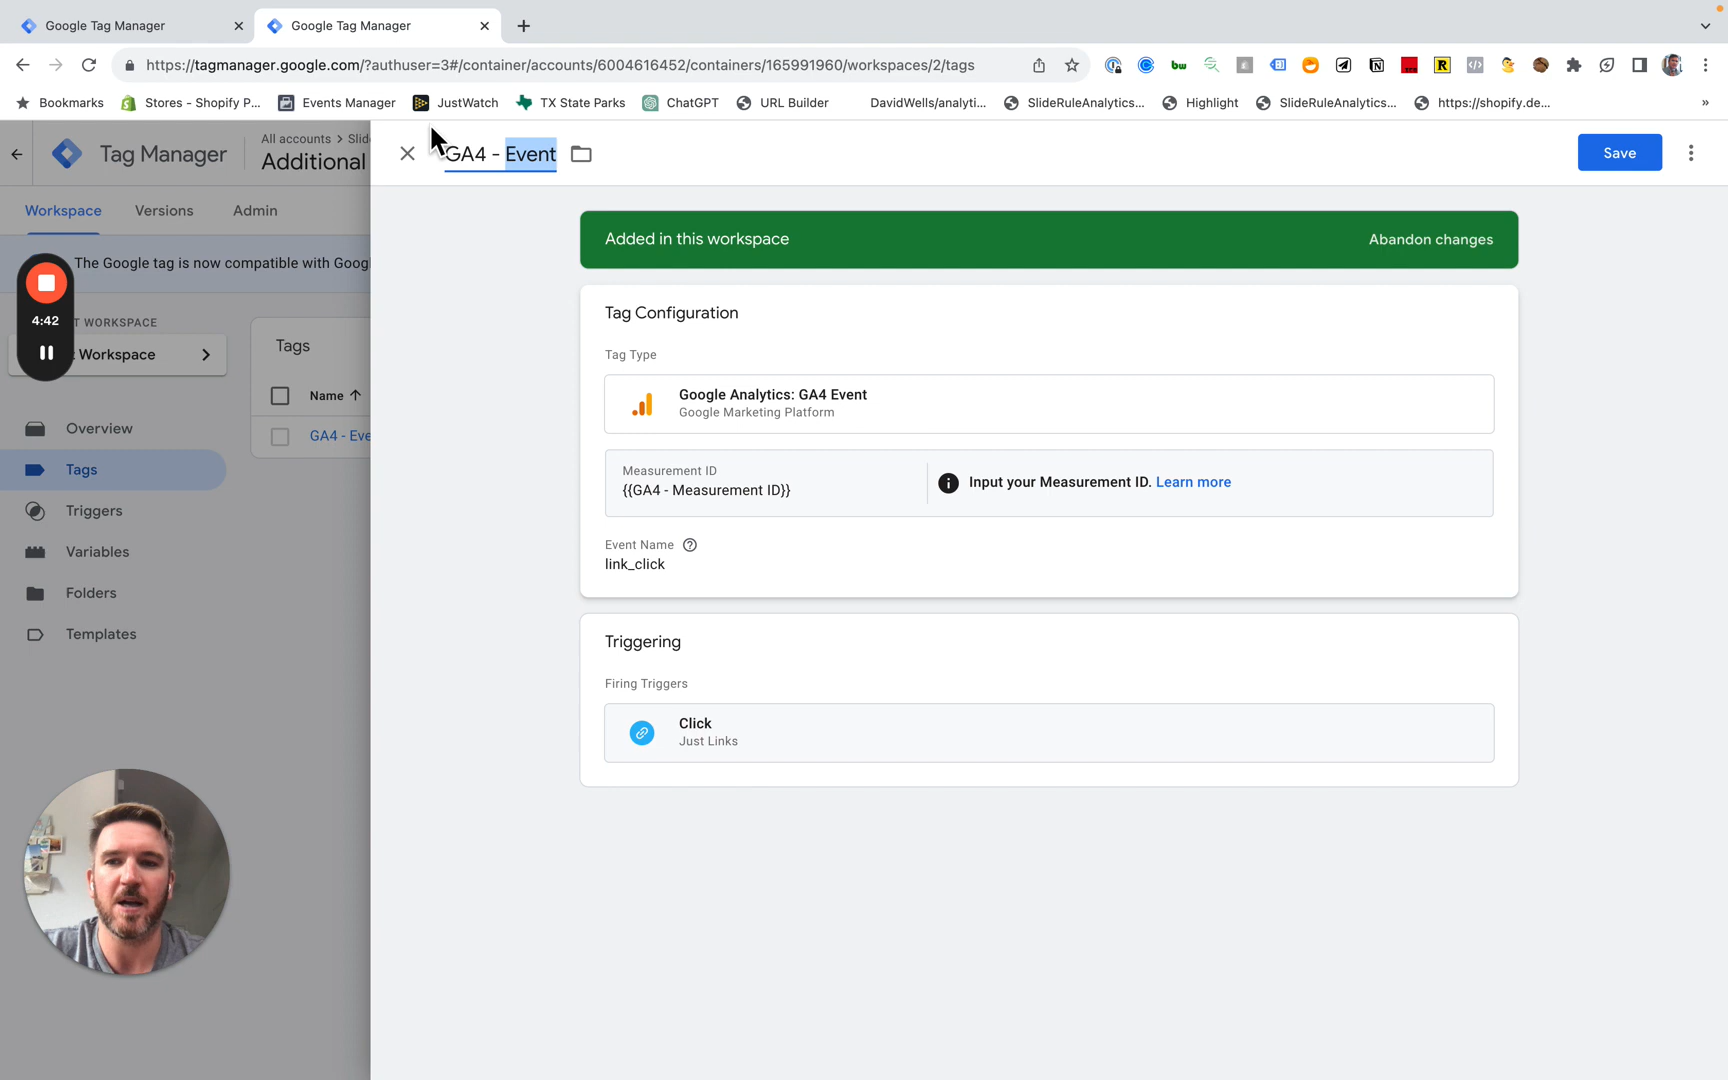 Google Tag Manager
Google Tag Manager
https://tagmanager.google.com/?authuser=3#/container/accounts/6004616452/containers/165991960/workspaces/2/tags
bw
Bookmarks
Stores - Shopify P...
Events Manager
JustWatch
TX State Parks
ChatGPT
URL Builder
DavidWells/analyti...
SlideRuleAnalytics...
Highlight
SlideRuleAnalytics...
https://shopify.de...
»
Tag Manager
All accounts > Slid
Additional
GA4 - Event
Save
Workspace
Versions
Admin
The Google tag is now compatible with Goog
4:42
T WORKSPACE
t Workspace
Overview
Tags
Triggers
Variables
Folders
Templates
Tags
Name
GA4 - Eve
Added in this workspace
Abandon changes
Tag Configuration
Tag Type
Google Analytics: GA4 Event
Google Marketing Platform
Measurement ID
{{GA4 - Measurement ID}}
Input your Measurement ID. Learn more
Event Name
link_click
Triggering
Firing Triggers
Click
Just Links